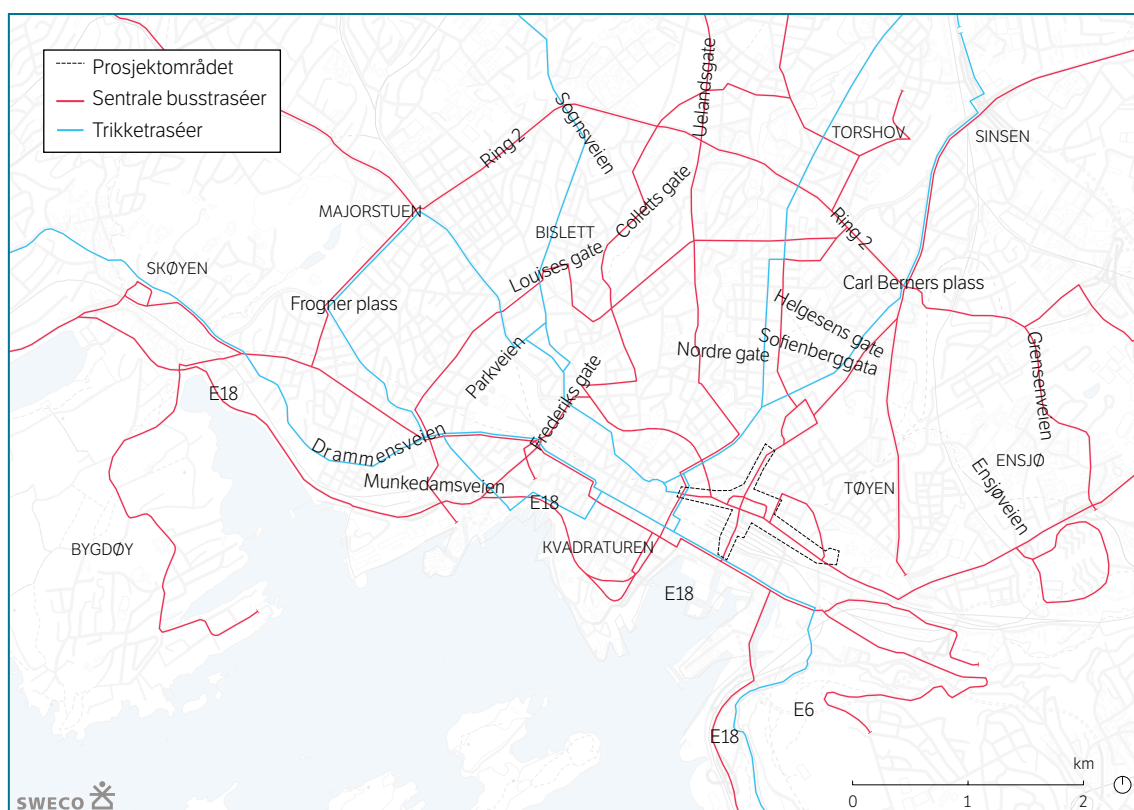 Prosjektområdet
Sentrale busstraséer
Trikketraséer
Sognsveien
Uelandsgate
Ring 2
TORSHOV
SINSEN
MAJORSTUEN
BISLETT
Colletts gate
Ring 2
SKØYEN
Louises gate
Frogner plass
Carl Berners plass
Helgesens gate
Sofienberggata
Nordre gate
Parkveien
Frederiks gate
Grensenveien
E18
Drammensveien
Munkedamsveien
E18
TØYEN
ENSJØ
Ensjøveien
BYGDØY
KVADRATUREN
E18
E6
E18
km
0 1 2
SWECO